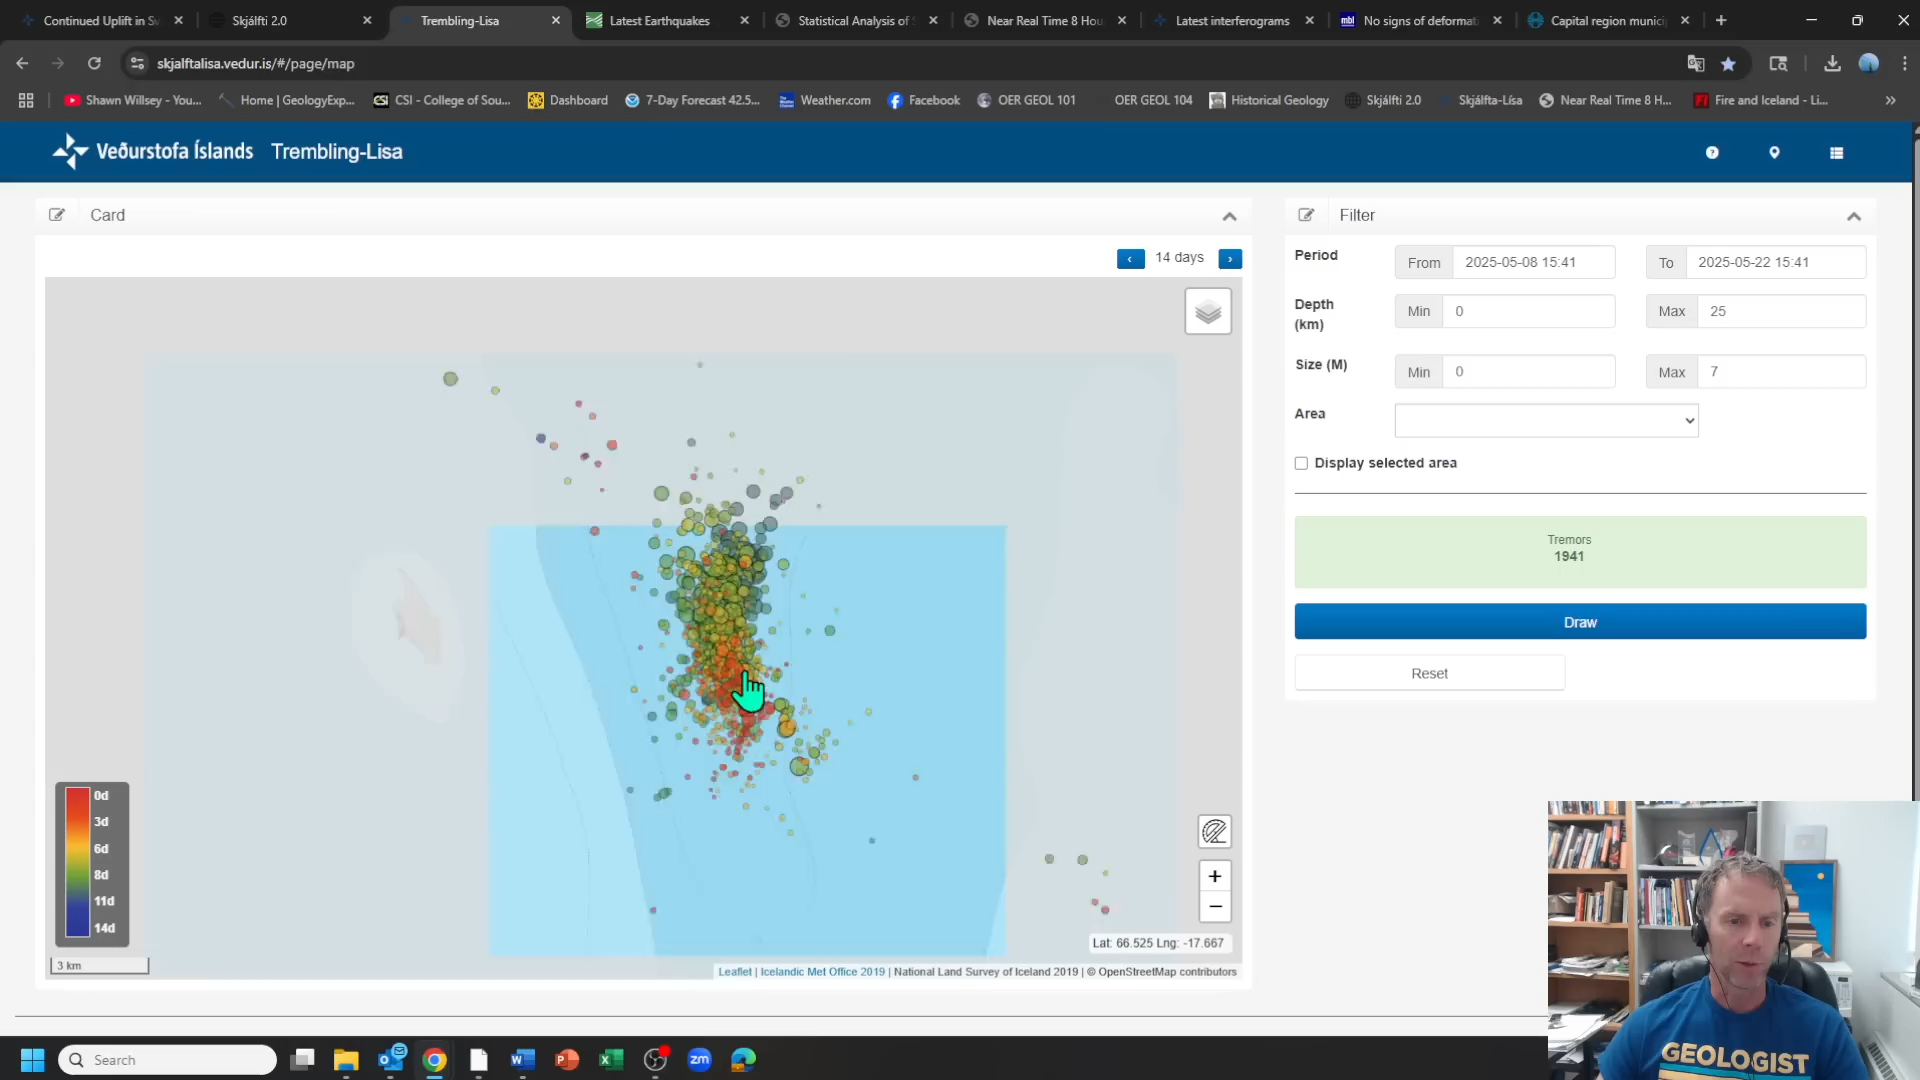 Continued Uplift in Sv
Skjálfti 2.0
Trembling-Lisa
Latest Earthquakes
Statistical Analysis of S
Near Real Time 8 Hou
Latest interferograms
mbl No signs of deformat
Capital region munici
skjalftalisa.vedur.is/#/page/map
Shawn Willsey - You...
Home | GeologyExp...
CSI CSI - College of Sou...
Dashboard
7-Day Forecast 42.5...
Weather.com
Facebook
OER GEOL 101
OER GEOL 104
Historical Geology
Skjálfti 2.0
Skjálfta-Lísa
Near Real Time 8 H...
Fire and Iceland - Li...
Veðurstofa Íslands Trembling-Lisa
Card
14 days
Filter
Period From 2025-05-08 15:41 To 2025-05-22 15:41
Depth (km) Min 0 Max 25
Size (M) Min 0 Max 7
Area
Display selected area
Tremors
1941
Draw
Reset
0d
3d
6d
8d
11d
14d
3 km
+
−
Lat: 66.525 Lng: -17.667
Leaflet | Icelandic Met Office 2019 | National Land Survey of Iceland 2019 | © OpenStreetMap contributors
GEOLOGIST
Search
zm